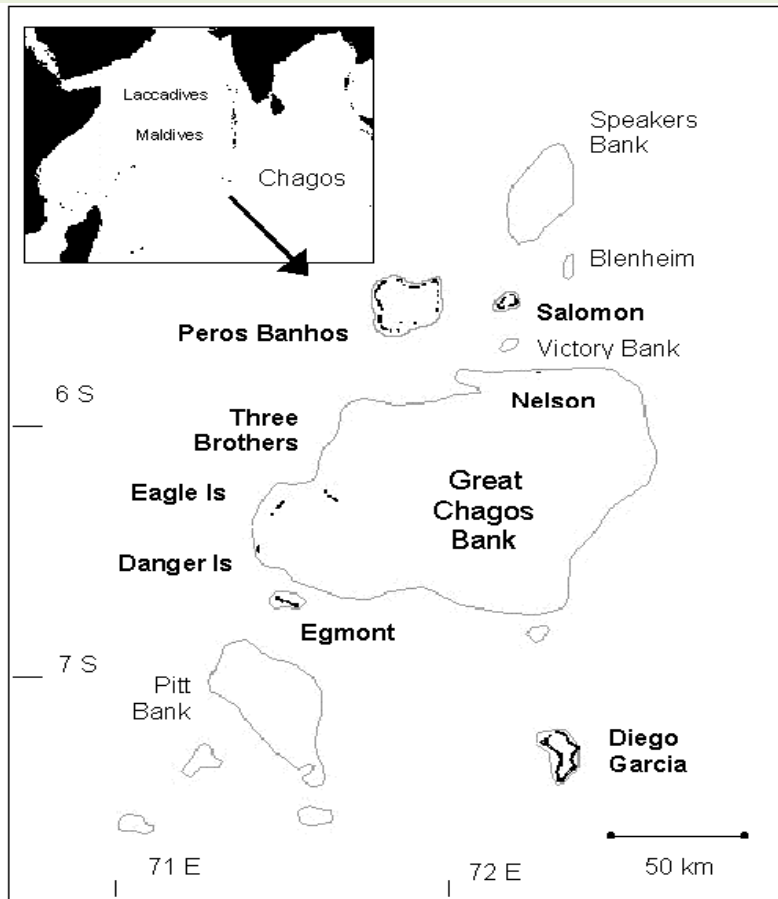 Laccadives
Maldives
Chagos
Speakers
Bank
Blenheim
Salomon
Peros Banhos
Victory Bank
6 S
Nelson
Three
Brothers
Eagle Is
Great
Chagos
Bank
Danger Is
Egmont
7 S
Pitt
Bank
Diego
Garcia
71 E
72 E
50 km